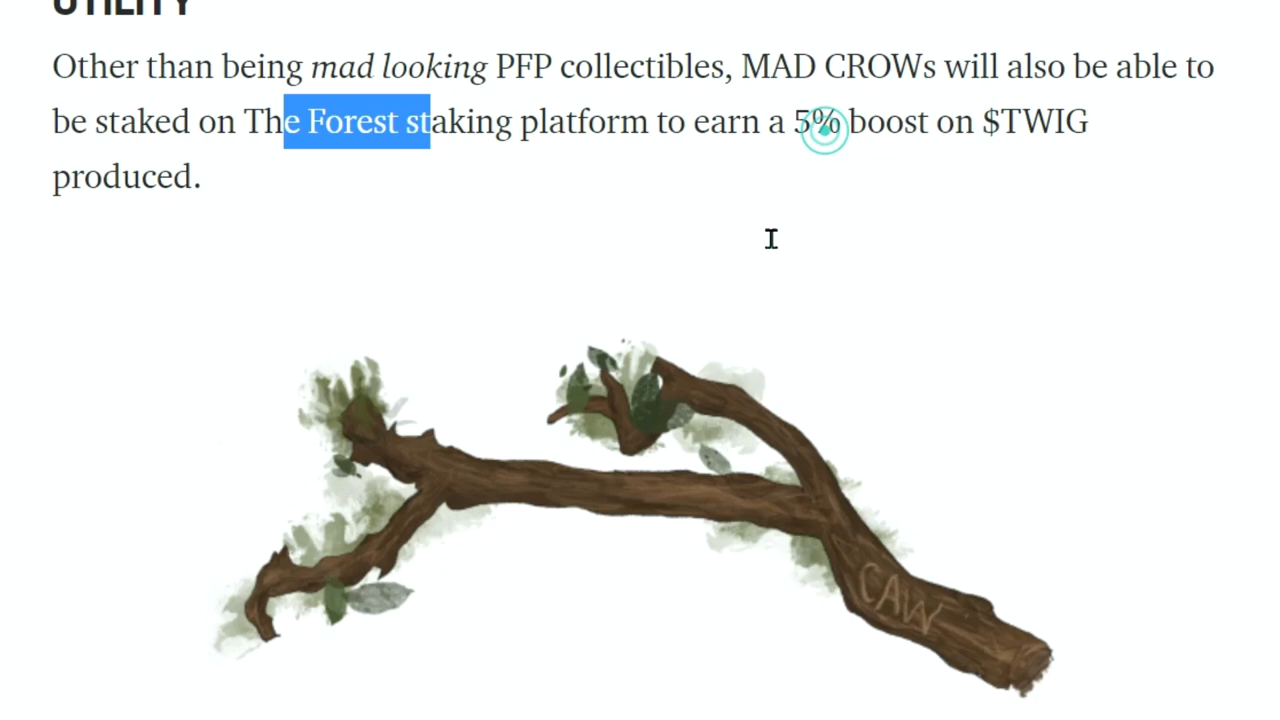 UTILITY
Other than being mad looking PFP collectibles, MAD CROWs will also be able to
be staked on The Forest staking platform to earn a 5% boost on $TWIG
produced.
CAW